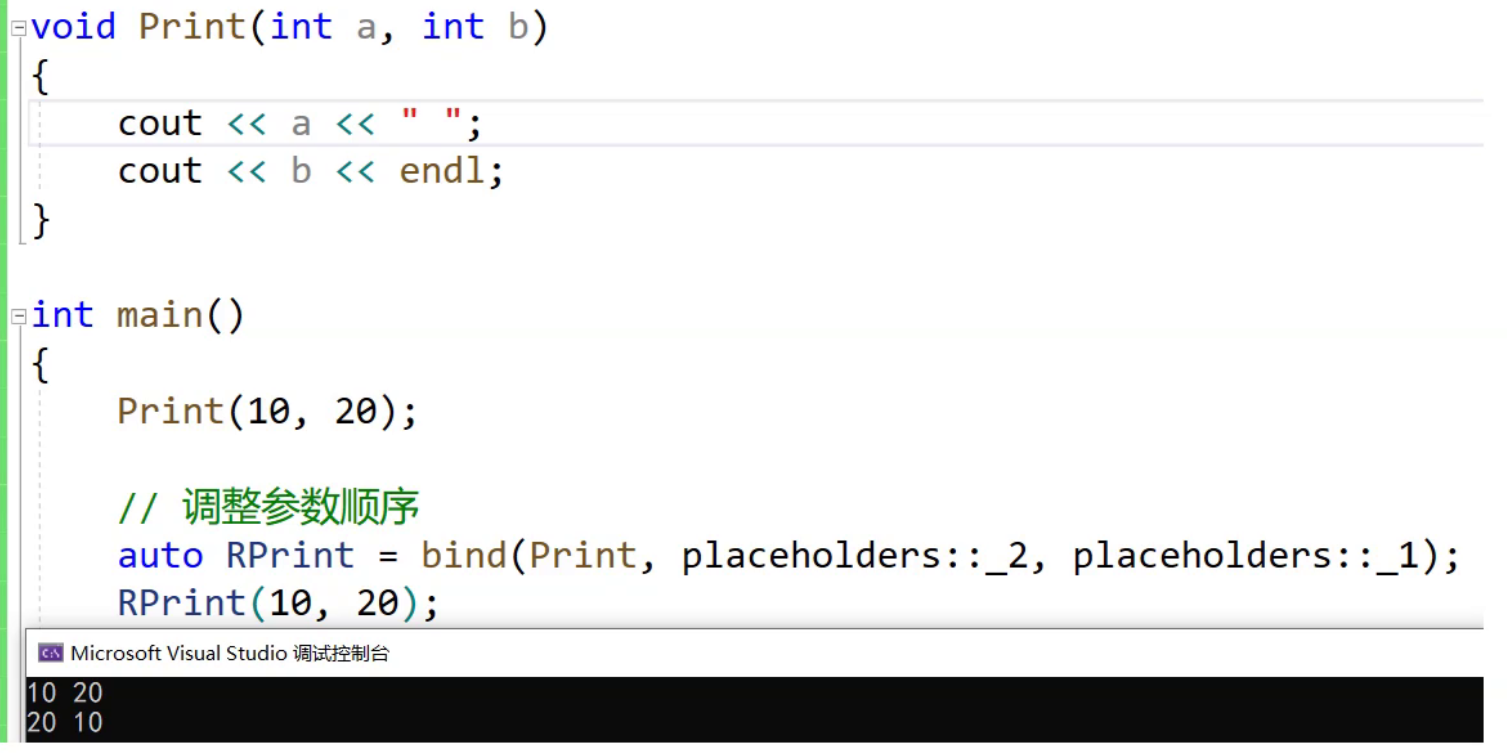 void Print(int a, int b)
{
    cout << a << " ";
    cout << b << endl;
}
int main()
{
    Print(10, 20);
    // 调整参数顺序
    auto RPrint = bind(Print, placeholders::_2, placeholders::_1);
    RPrint(10, 20);
C:\ Microsoft Visual Studio 调试控制台
10 20
20 10